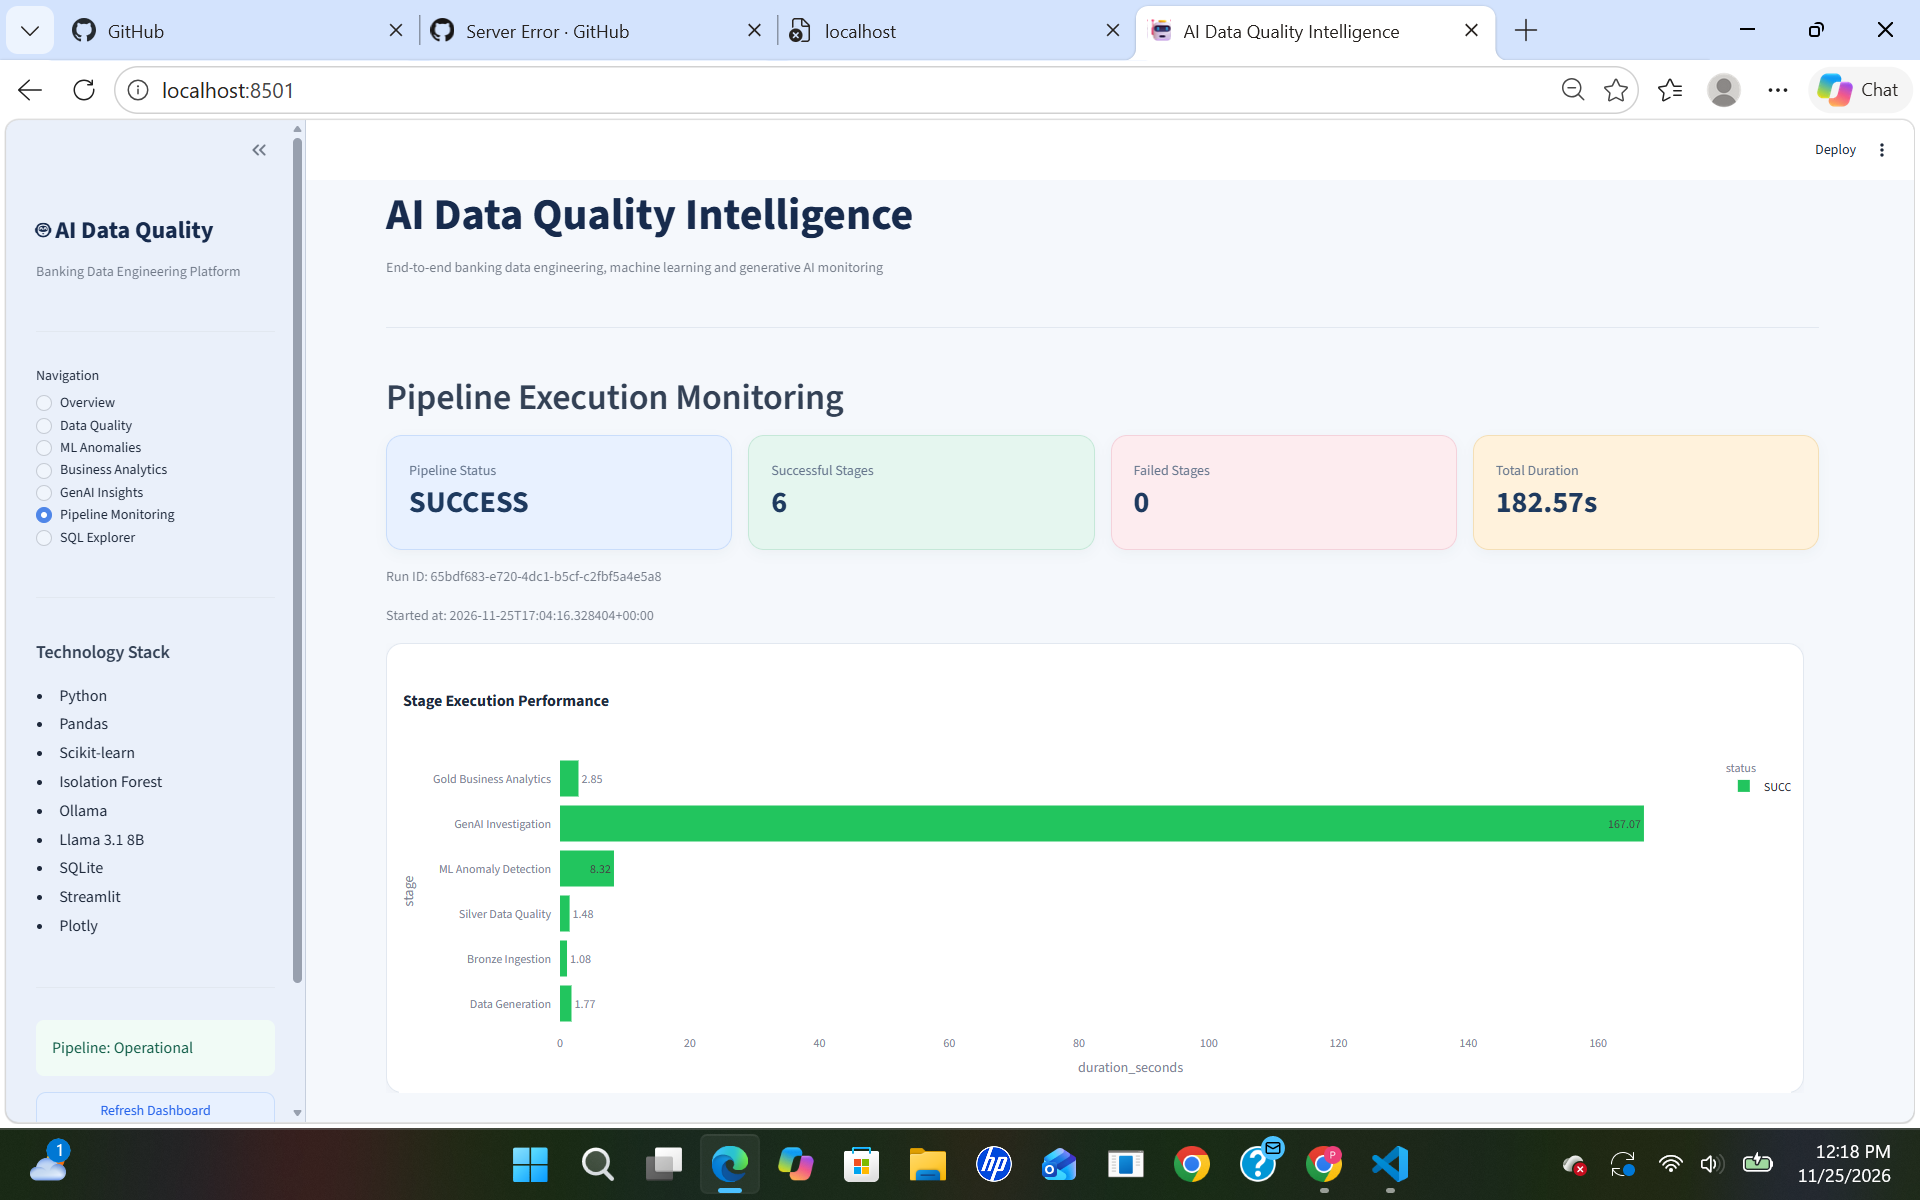 GitHub
Server Error · GitHub
localhost
AI Data Quality Intelligence
localhost:8501
Chat
Deploy
AI Data Quality
Banking Data Engineering Platform
Navigation
Overview
Data Quality
ML Anomalies
Business Analytics
GenAI Insights
Pipeline Monitoring
SQL Explorer
Technology Stack
Python
Pandas
Scikit-learn
Isolation Forest
Ollama
Llama 3.1 8B
SQLite
Streamlit
Plotly
Pipeline: Operational
Refresh Dashboard
AI Data Quality Intelligence
End-to-end banking data engineering, machine learning and generative AI monitoring
Pipeline Execution Monitoring
Pipeline Status
SUCCESS
Successful Stages
6
Failed Stages
0
Total Duration
182.57s
Run ID: 65bdf683-e720-4dc1-b5cf-c2fbf5a4e5a8
Started at: 2026-11-25T17:04:16.328404+00:00
Stage Execution Performance
Gold Business Analytics 2.85
GenAI Investigation 167.07
ML Anomaly Detection 8.32
Silver Data Quality 1.48
Bronze Ingestion 1.08
Data Generation 1.77
stage
0 20 40 60 80 100 120 140 160
duration_seconds
status
SUCC
1
hp
P
12:18 PM
11/25/2026